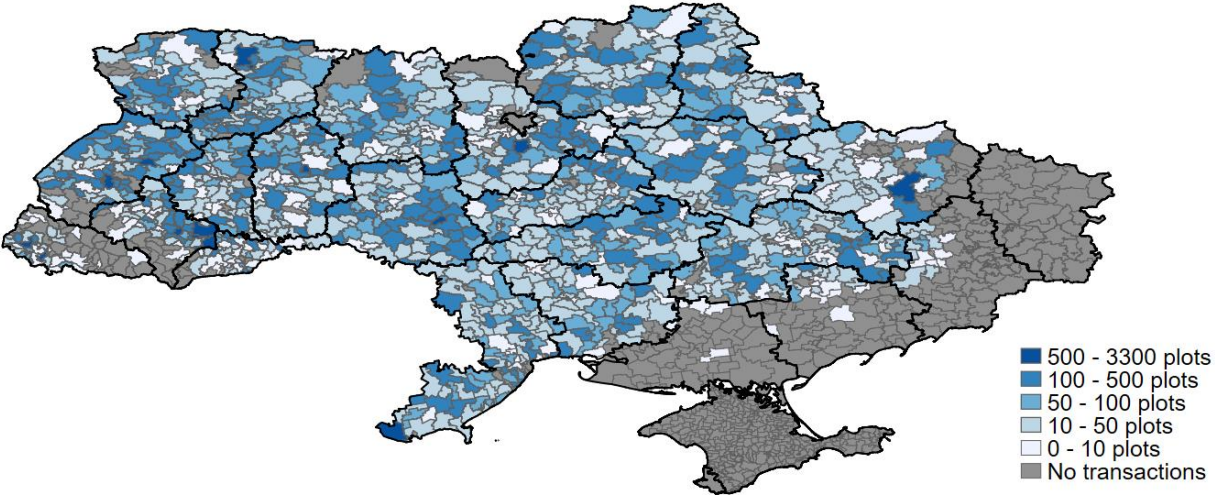 500 - 3300 plots
100 - 500 plots
50 - 100 plots
10 - 50 plots
0 - 10 plots
No transactions